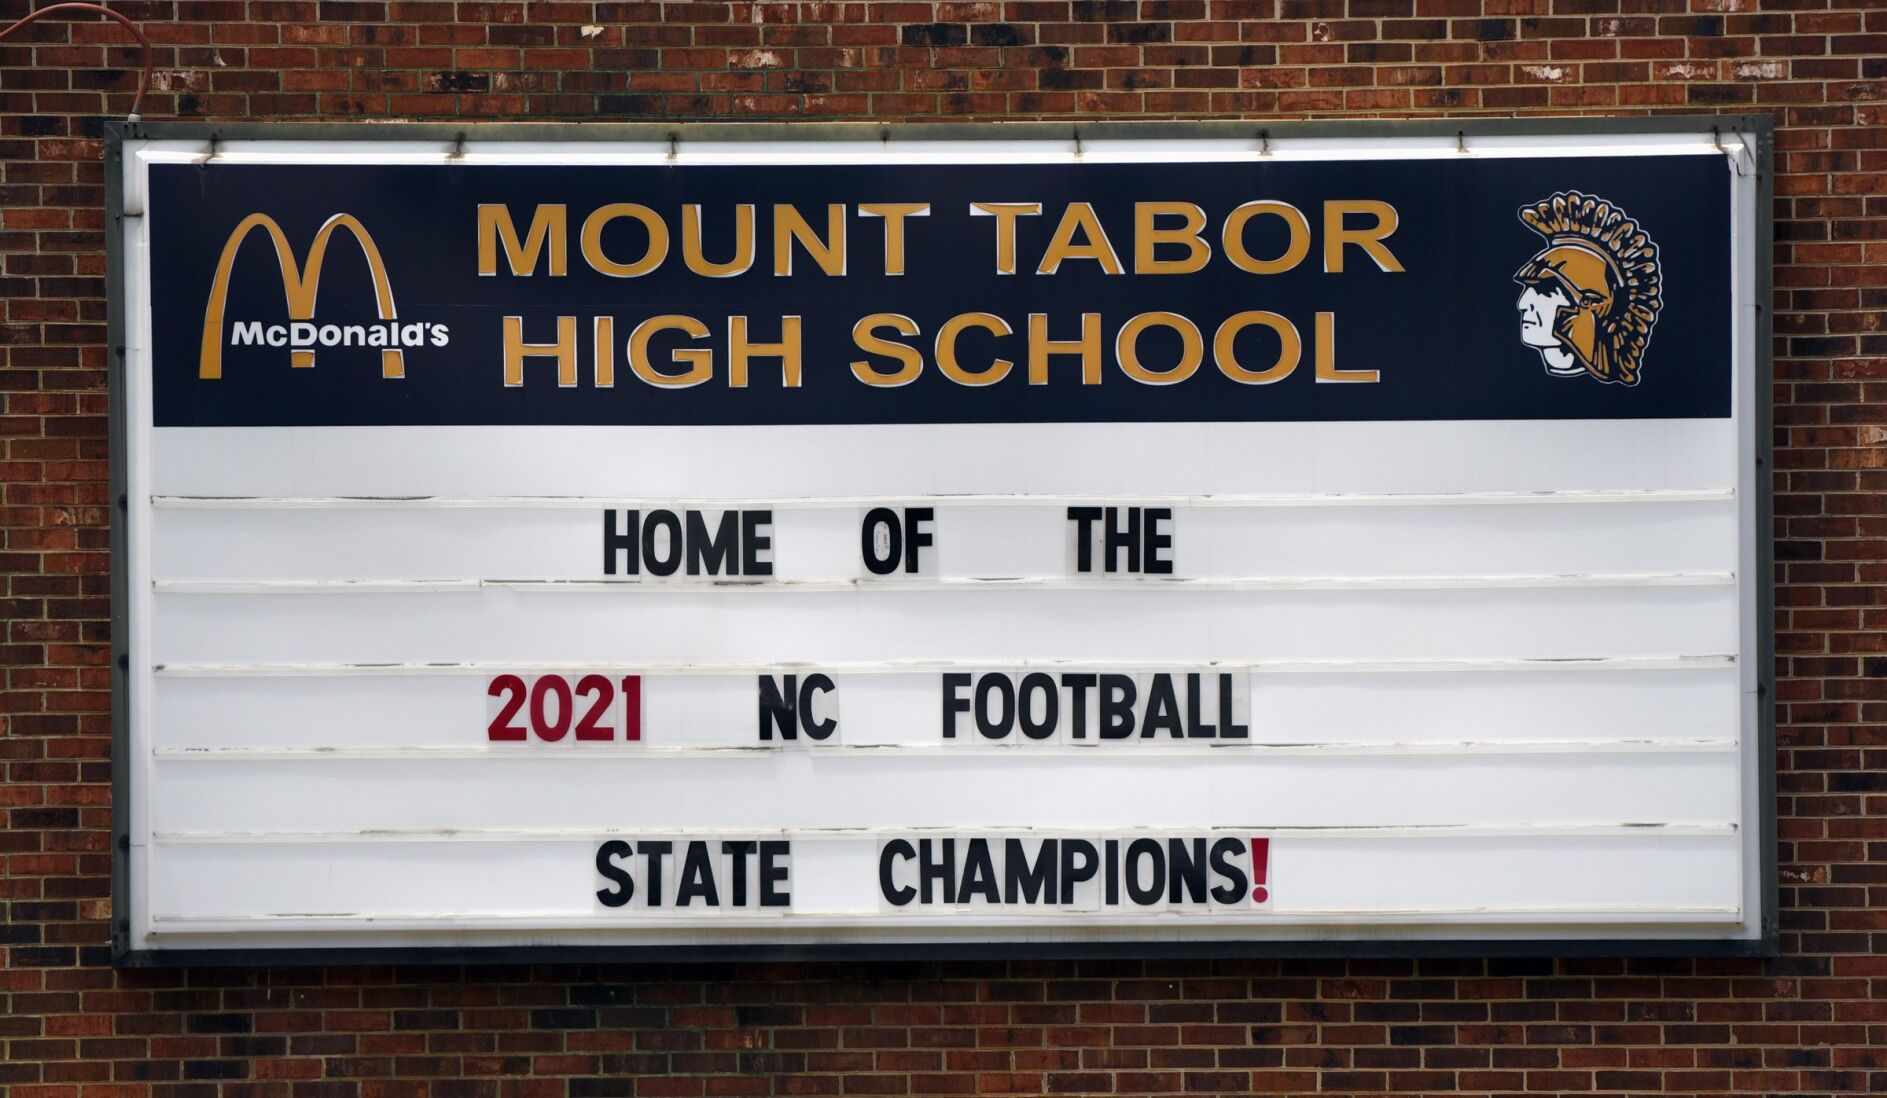 McDonald's
MOUNT TABOR
HIGH SCHOOL
HOME OF THE
2021 NC FOOTBALL
STATE CHAMPIONS!